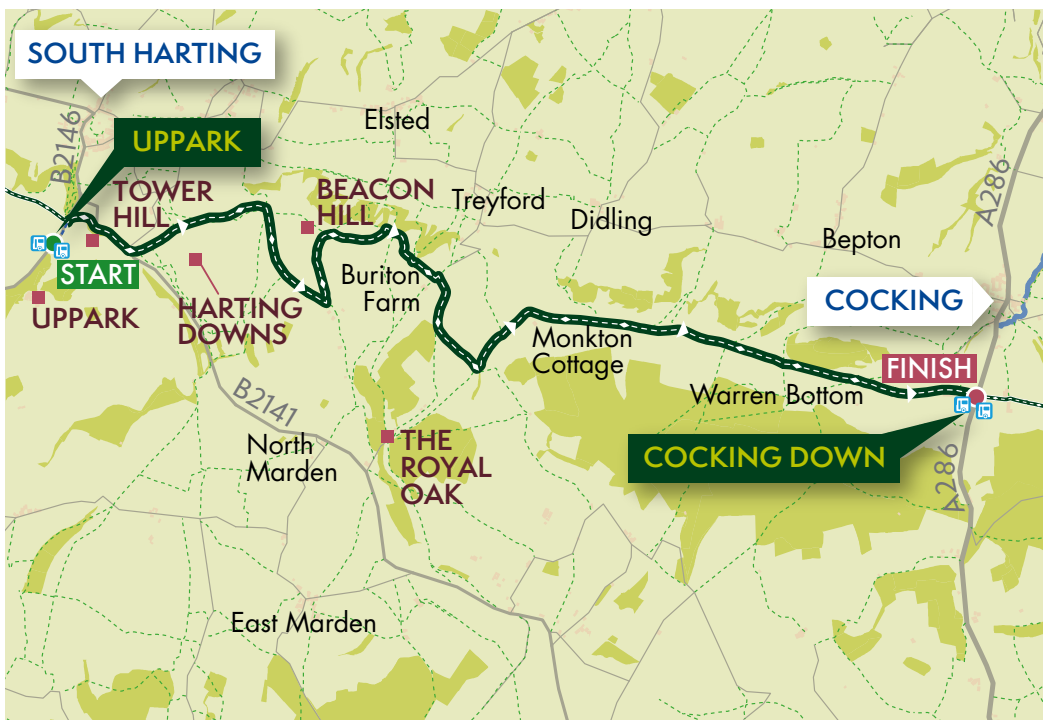 SOUTH HARTING
B2146
UPPARK
Elsted
TOWER
HILL
BEACON
HILL
Treyford
Didling
Bepton
A286
START
Buriton
Farm
UPPARK
HARTING
DOWNS
COCKING
Monkton
Cottage
FINISH
B2141
Warren Bottom
North
Marden
THE
ROYAL
OAK
COCKING DOWN
A286
East Marden